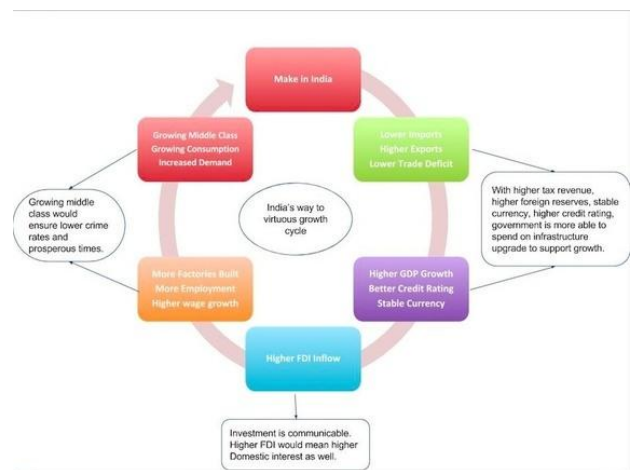 Make in India
Lower Imports
Higher Exports
Lower Trade Deficit
With higher tax revenue,
higher foreign reserves, stable
currency, higher credit rating,
government is more able to
spend on infrastructure
upgrade to support growth.
Higher GDP Growth
Better Credit Rating
Stable Currency
Higher FDI Inflow
Investment is communicable.
Higher FDI would mean higher
Domestic interest as well.
More Factories Built
More Employment
Higher wage growth
Growing middle
class would
ensure lower crime
rates and
prosperous times.
Growing Middle Class
Growing Consumption
Increased Demand
India's way to
virtuous growth
cycle